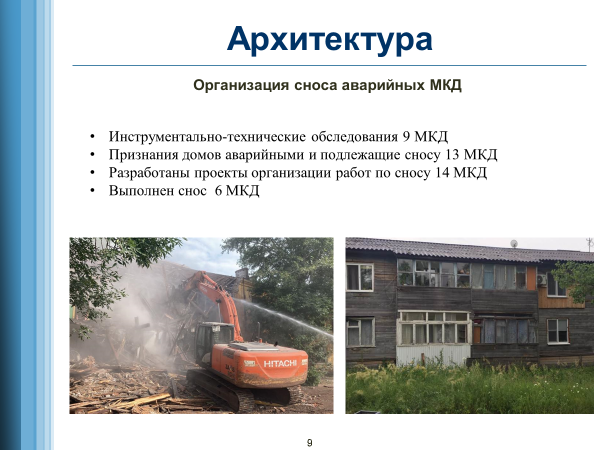 Архитектура
Организация сноса аварийных МКД
• Инструментально-технические обследования 9 МКД
• Признания домов аварийными и подлежащие сносу 13 МКД
• Разработаны проекты организации работ по сносу 14 МКД
• Выполнен снос  6 МКД
HITACHI
9